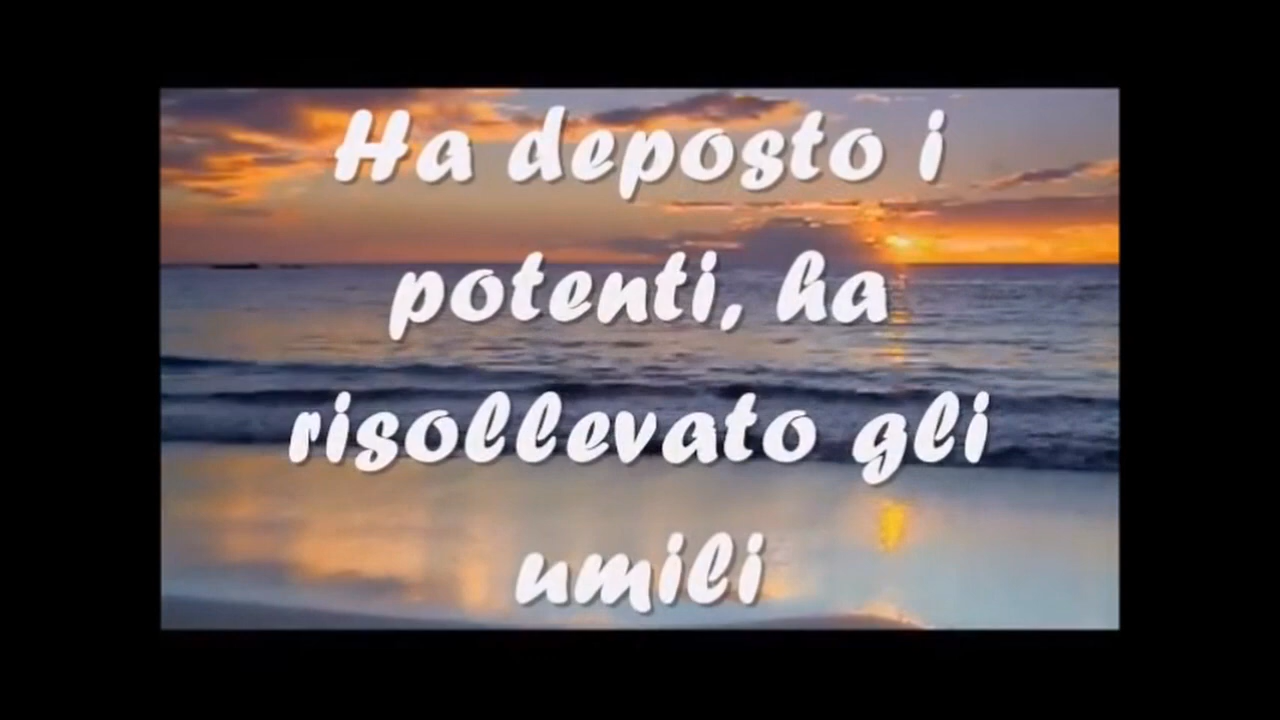 Ha deposto i
potenti, ha
risollevato gli
umili